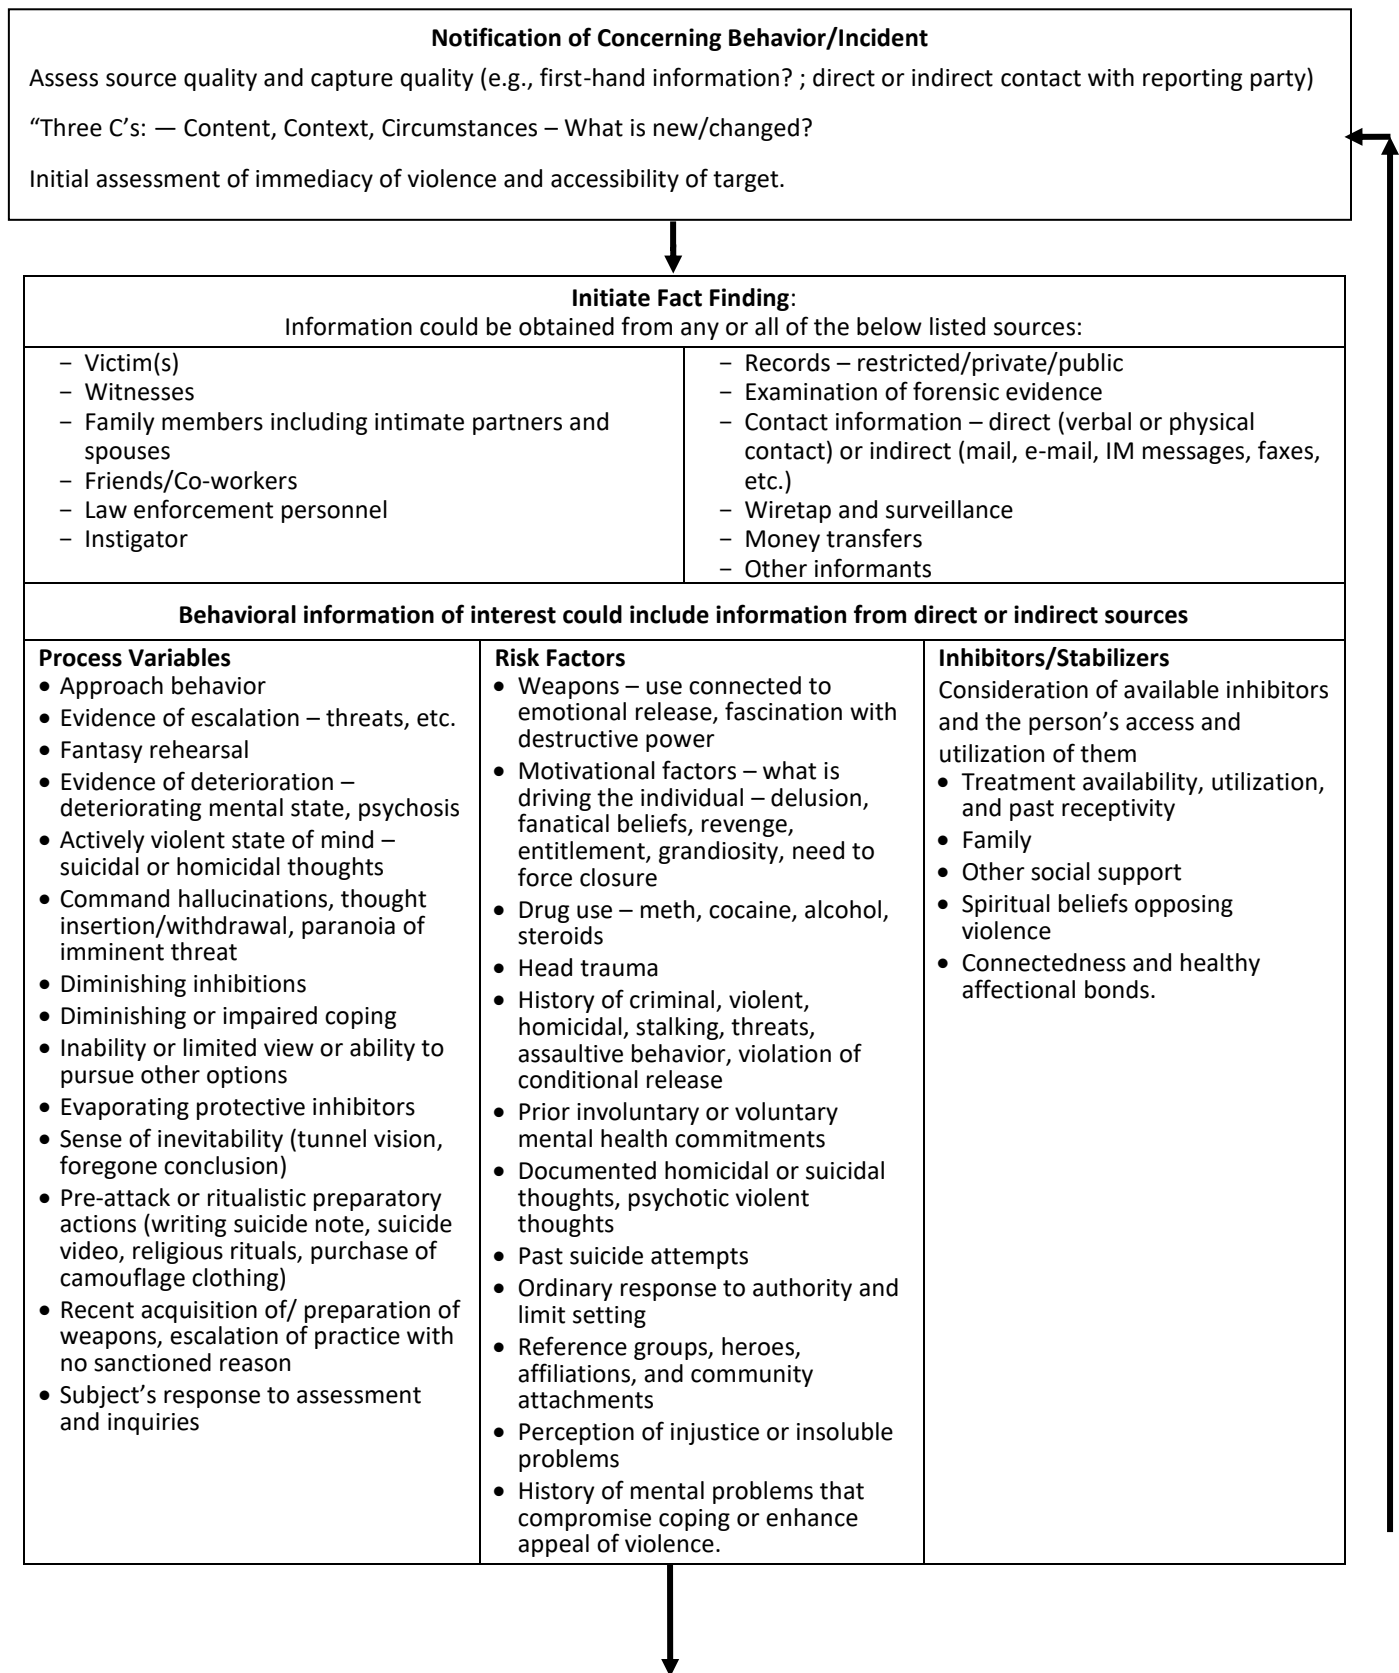 Notification of Concerning Behavior/Incident
Assess source quality and capture quality (e.g., first-hand information? ; direct or indirect contact with reporting party)
“Three C’s: — Content, Context, Circumstances – What is new/changed?
Initial assessment of immediacy of violence and accessibility of target.
Initiate Fact Finding:
Information could be obtained from any or all of the below listed sources:
− Victim(s)
− Witnesses
− Family members including intimate partners and
spouses
− Friends/Co-workers
− Law enforcement personnel
− Instigator
− Records – restricted/private/public
− Examination of forensic evidence
− Contact information – direct (verbal or physical
contact) or indirect (mail, e-mail, IM messages, faxes,
etc.)
− Wiretap and surveillance
− Money transfers
− Other informants
Behavioral information of interest could include information from direct or indirect sources
Process Variables
• Approach behavior
• Evidence of escalation – threats, etc.
• Fantasy rehearsal
• Evidence of deterioration –
deteriorating mental state, psychosis
• Actively violent state of mind –
suicidal or homicidal thoughts
• Command hallucinations, thought
insertion/withdrawal, paranoia of
imminent threat
• Diminishing inhibitions
• Diminishing or impaired coping
• Inability or limited view or ability to
pursue other options
• Evaporating protective inhibitors
• Sense of inevitability (tunnel vision,
foregone conclusion)
• Pre-attack or ritualistic preparatory
actions (writing suicide note, suicide
video, religious rituals, purchase of
camouflage clothing)
• Recent acquisition of/ preparation of
weapons, escalation of practice with
no sanctioned reason
• Subject’s response to assessment
and inquiries
Risk Factors
• Weapons – use connected to
emotional release, fascination with
destructive power
• Motivational factors – what is
driving the individual – delusion,
fanatical beliefs, revenge,
entitlement, grandiosity, need to
force closure
• Drug use – meth, cocaine, alcohol,
steroids
• Head trauma
• History of criminal, violent,
homicidal, stalking, threats,
assaultive behavior, violation of
conditional release
• Prior involuntary or voluntary
mental health commitments
• Documented homicidal or suicidal
thoughts, psychotic violent
thoughts
• Past suicide attempts
• Ordinary response to authority and
limit setting
• Reference groups, heroes,
affiliations, and community
attachments
• Perception of injustice or insoluble
problems
• History of mental problems that
compromise coping or enhance
appeal of violence.
Inhibitors/Stabilizers
Consideration of available inhibitors
and the person’s access and
utilization of them
• Treatment availability, utilization,
and past receptivity
• Family
• Other social support
• Spiritual beliefs opposing
violence
• Connectedness and healthy
affectional bonds.